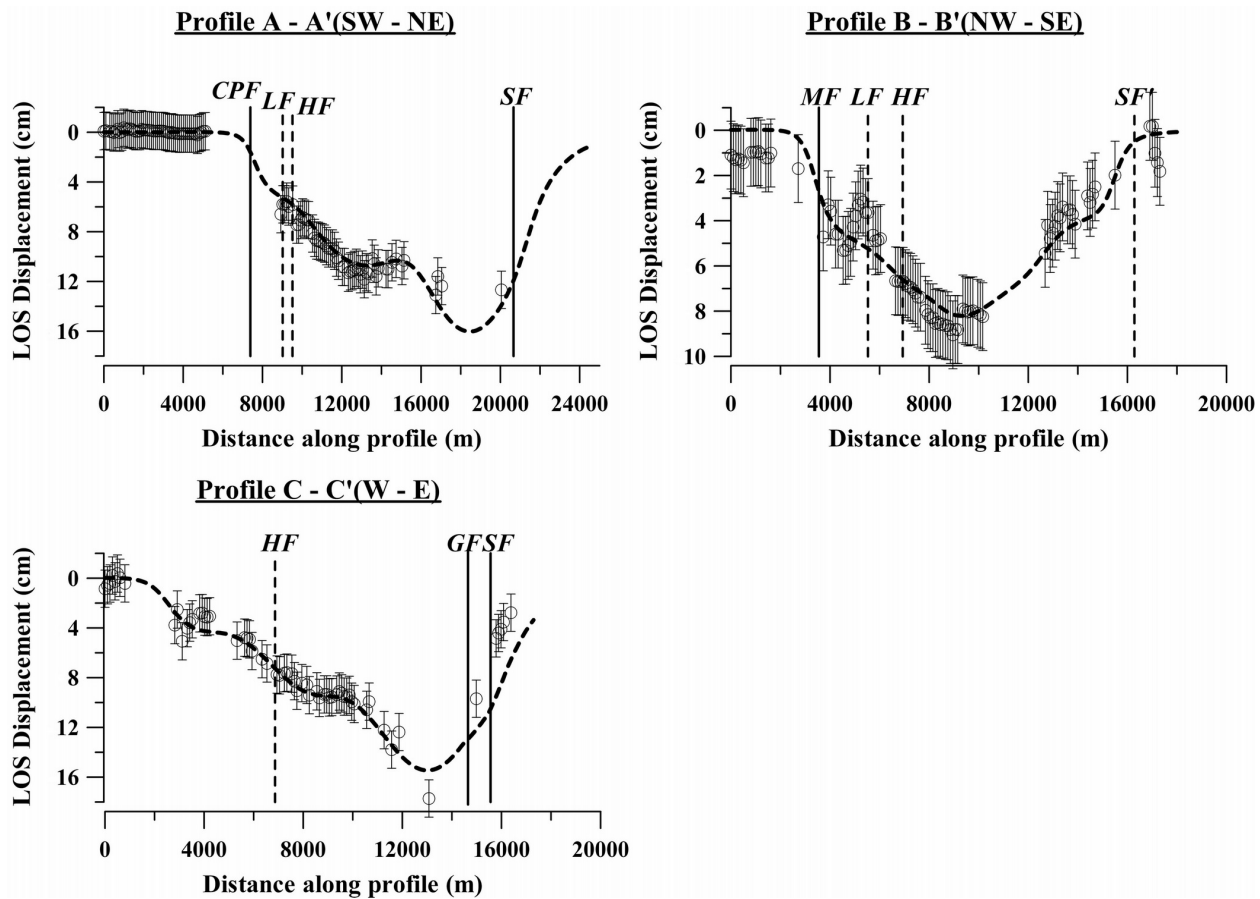 Profile A - A'(SW - NE)
CPF LF HF SF
LOS Displacement (cm)
0
4
8
12
16
0 4000 8000 12000 16000 20000 24000
Distance along profile (m)
Profile B - B'(NW - SE)
MF LF HF SF'
LOS Displacement (cm)
0
2
4
6
8
10
0 4000 8000 12000 16000 20000
Distance along profile (m)
Profile C - C'(W - E)
HF GF SF
LOS Displacement (cm)
0
4
8
12
16
0 4000 8000 12000 16000 20000
Distance along profile (m)